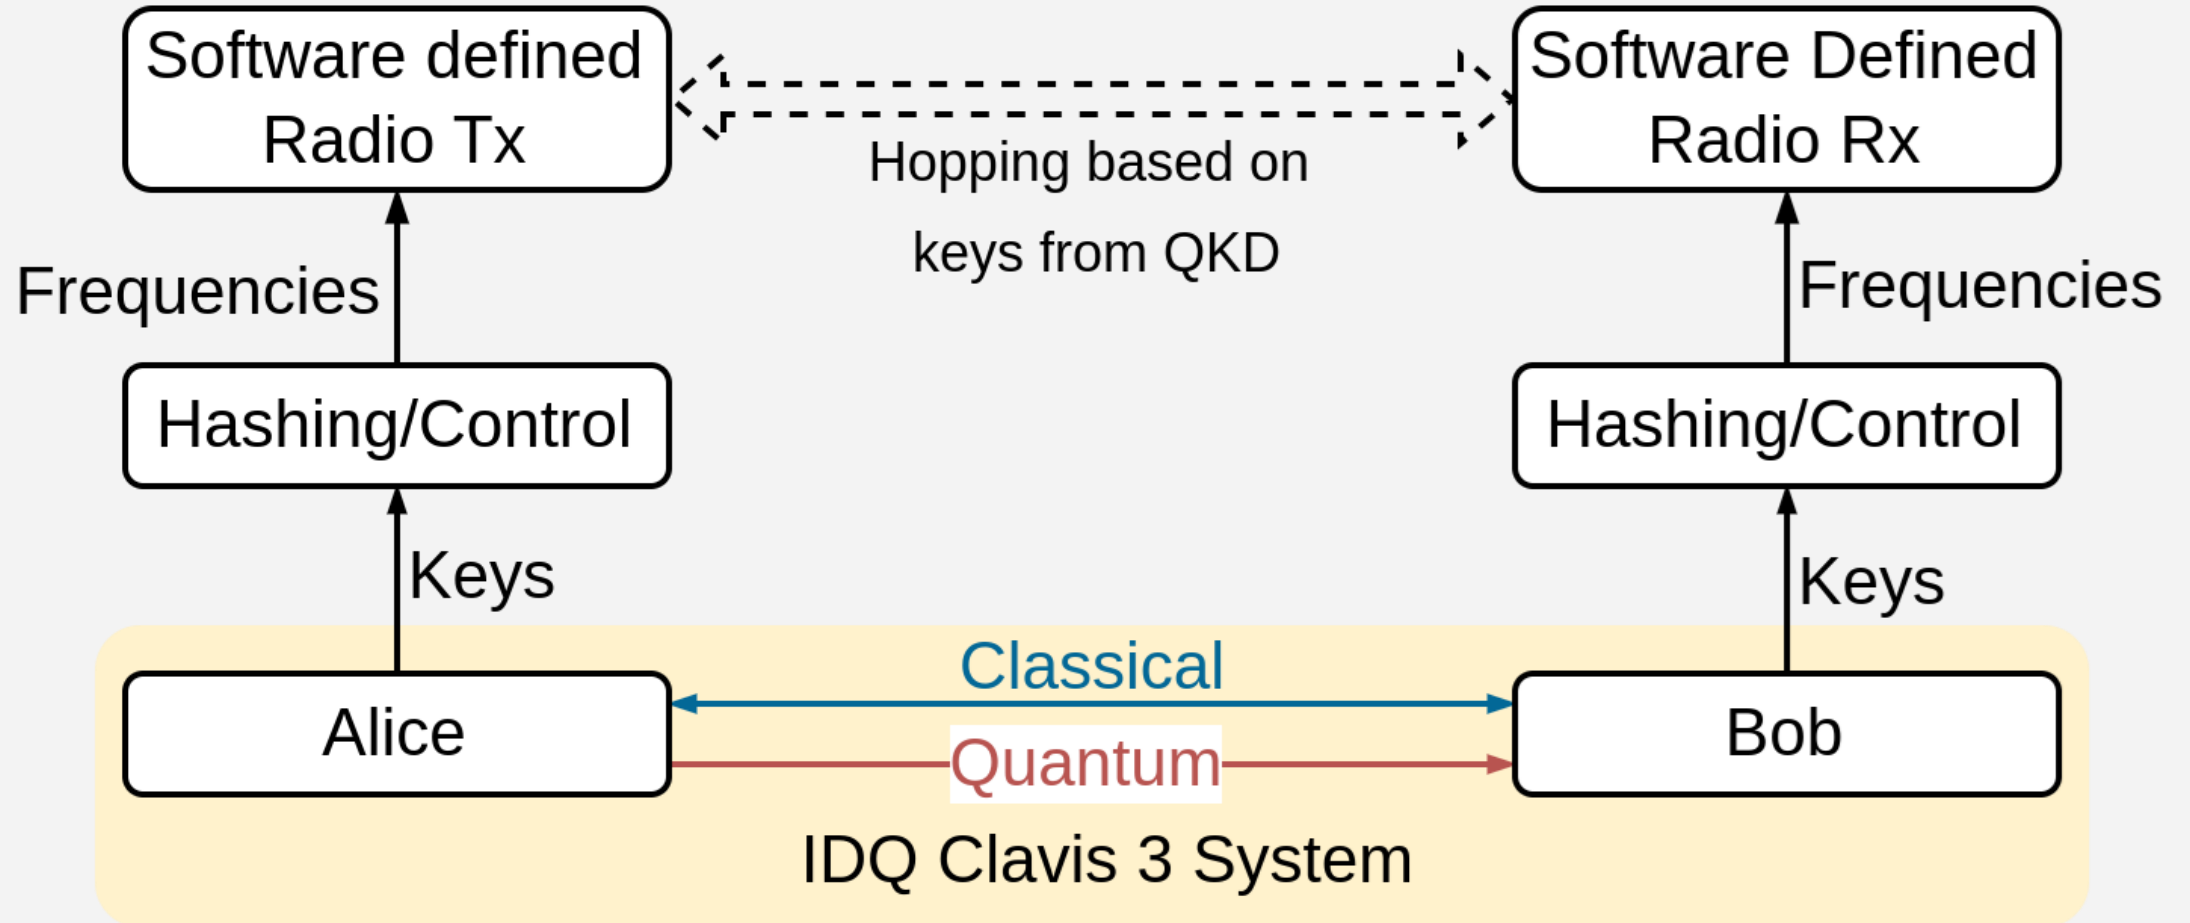 Software defined
Radio Tx
Software Defined
Radio Rx
Hopping based on
keys from QKD
Frequencies
Frequencies
Hashing/Control
Hashing/Control
Keys
Keys
Classical
Alice
Quantum
Bob
IDQ Clavis 3 System